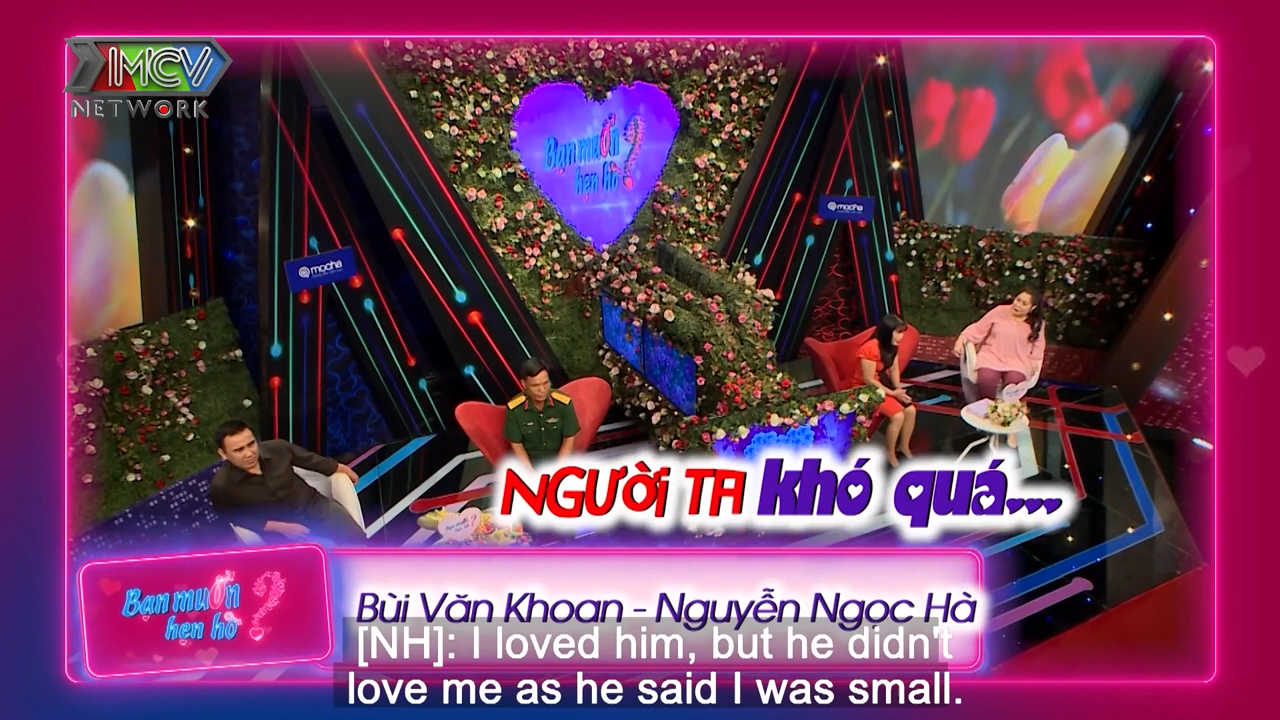 MCV
NETWORK
Bạn muốn
hẹn hò?
mocha
mocha
NGƯỜI TA khó quá...
Bạn muốn
hẹn hò?
Bùi Văn Khoan - Nguyễn Ngọc Hà
[NH]: I loved him, but he didn't
love me as he said I was small.